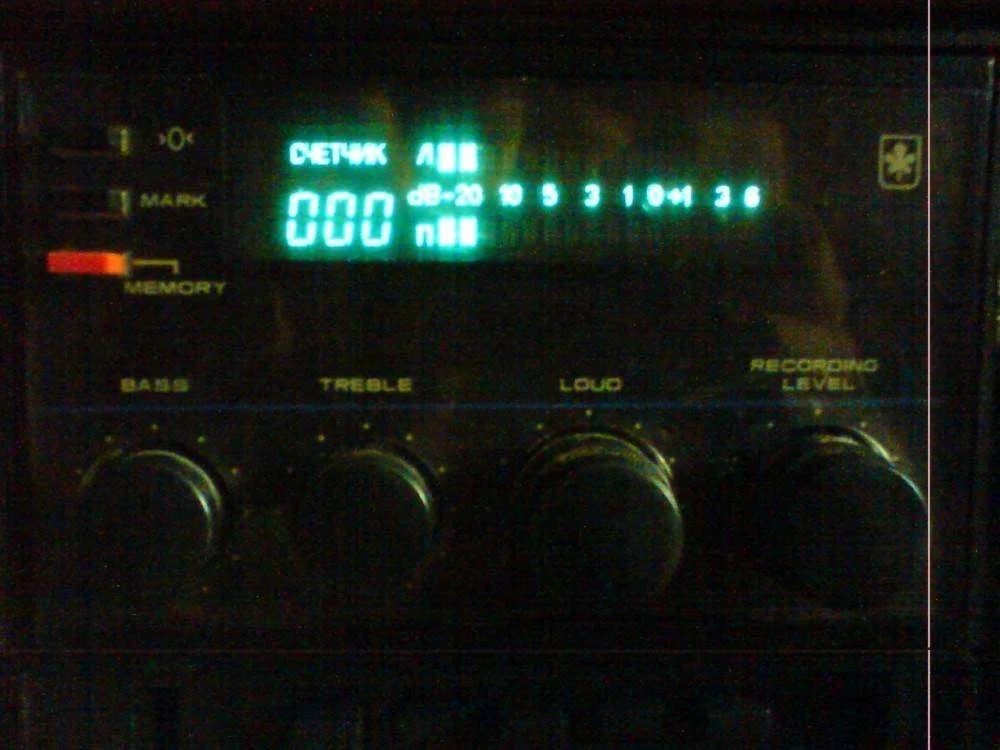 ›0‹
MARK
MEMORY
СЧЕТЧИК
000
Л
dB-20 10 5 3 1 0+1 3 6
П
BASS
TREBLE
LOUD
RECORDING
LEVEL